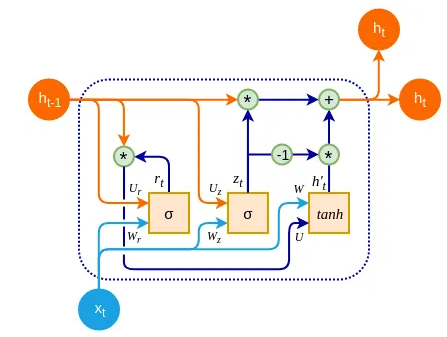 h_t
h_{t-1}
*
+
h_t
*
-1
*
r_t
z_t
h'_t
U_r
U_z
W
σ
σ
tanh
W_r
W_z
U
x_t